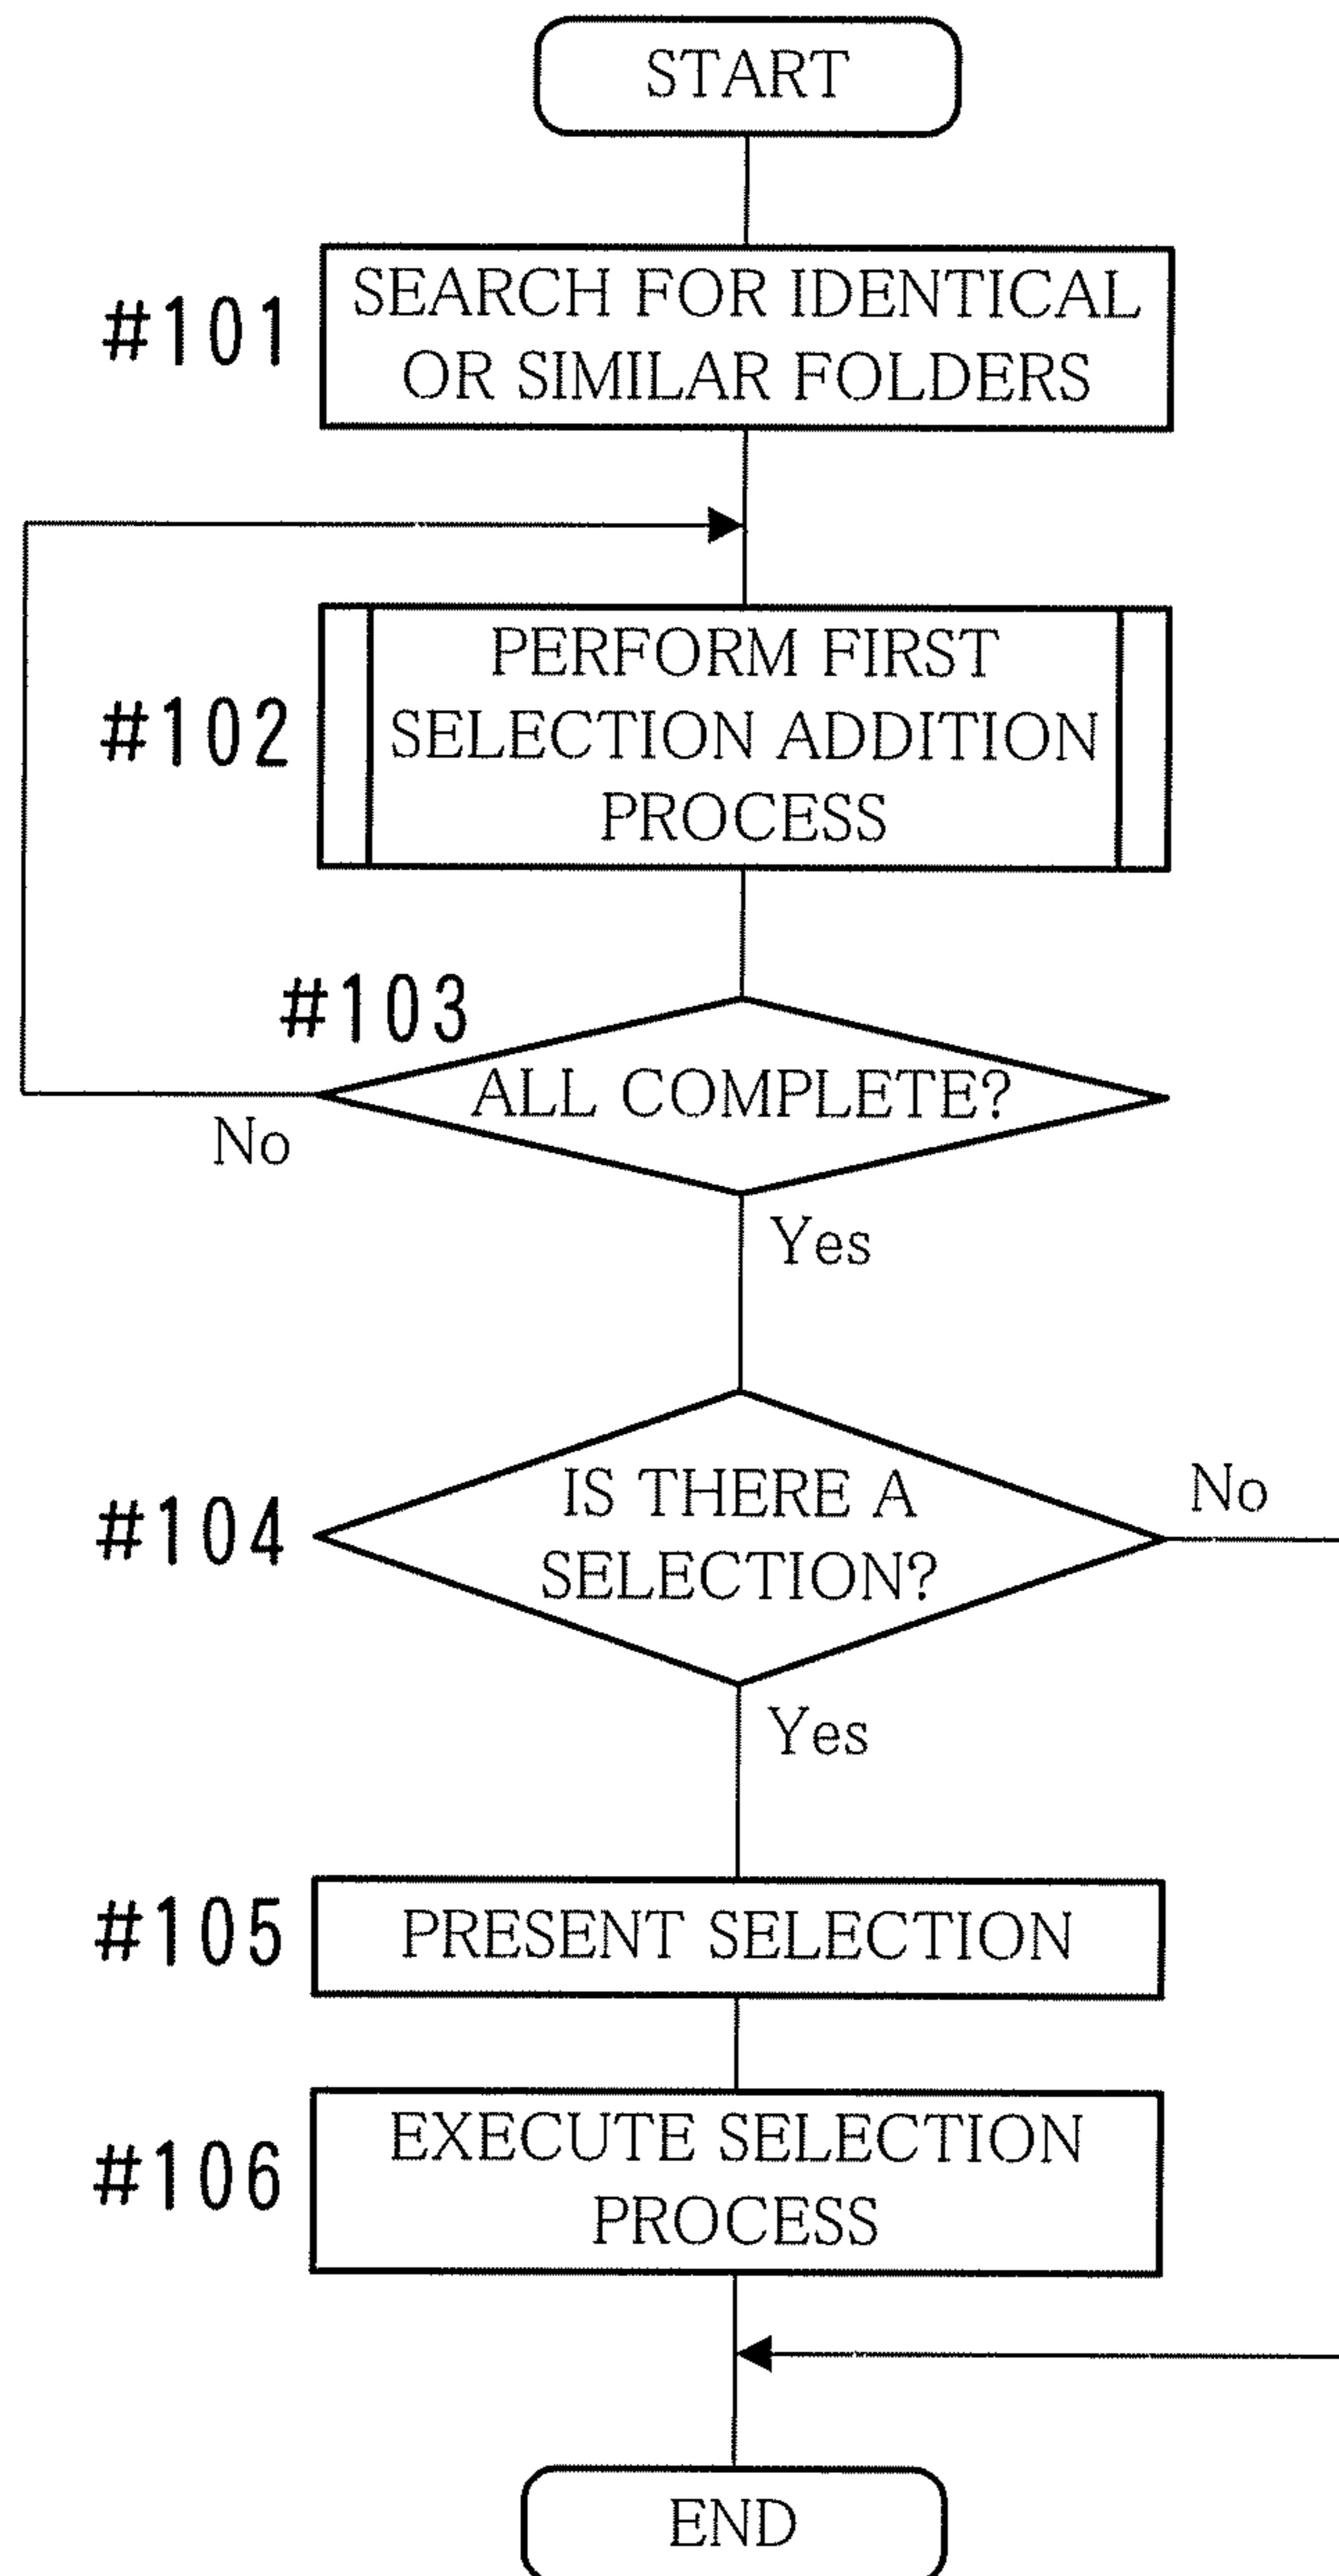 START
#101
SEARCH FOR IDENTICAL
OR SIMILAR FOLDERS
#102
PERFORM FIRST
SELECTION ADDITION
PROCESS
#103
ALL COMPLETE?
No
Yes
#104
IS THERE A
SELECTION?
No
Yes
#105
PRESENT SELECTION
#106
EXECUTE SELECTION
PROCESS
END